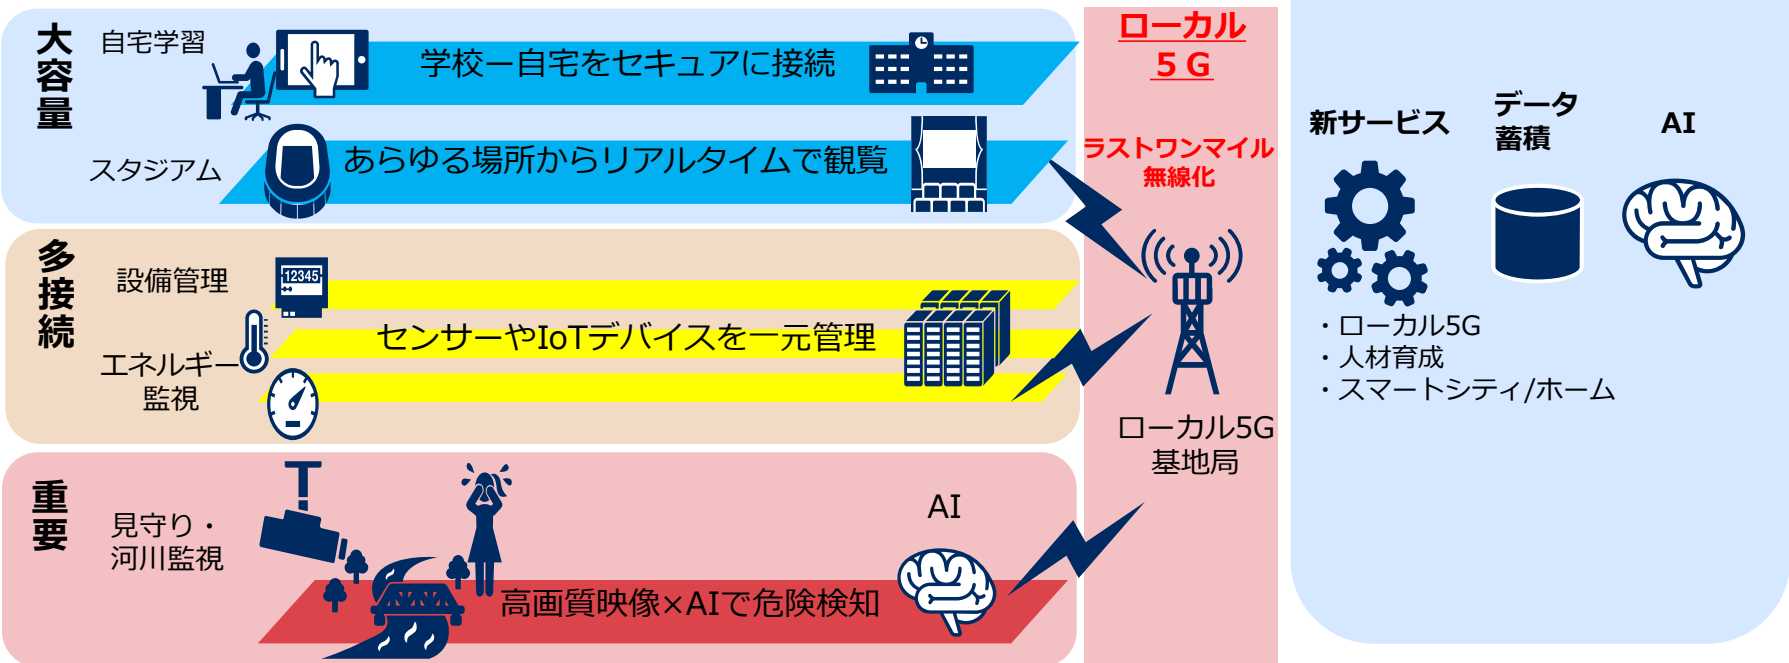 大容量
自宅学習
学校ー自宅をセキュアに接続
スタジアム
あらゆる場所からリアルタイムで観覧
多接続
設備管理
12345
センサーやIoTデバイスを一元管理
エネルギー
監視
重要
見守り・
河川監視
高画質映像×AIで危険検知
AI
ローカル
５Ｇ
ラストワンマイル
無線化
ローカル5G
基地局
新サービス
データ
蓄積
AI
・ローカル5G
・人材育成
・スマートシティ/ホーム